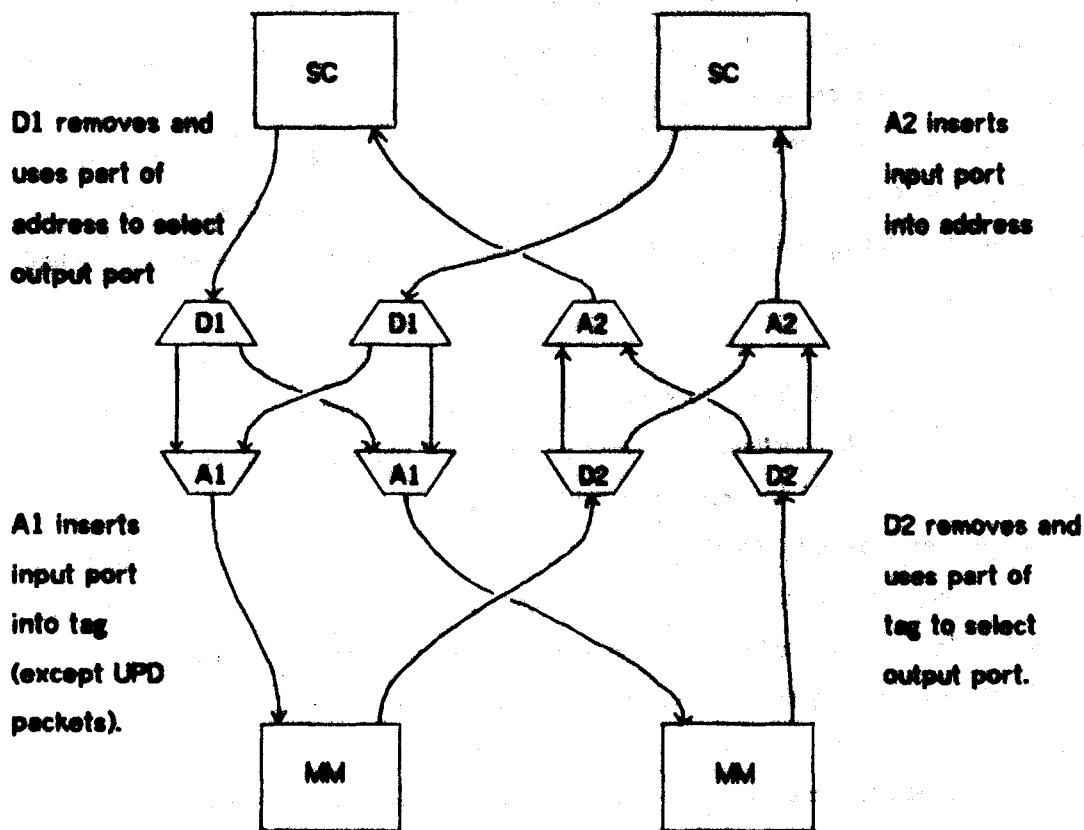 SC
SC
D1 removes and
uses part of
address to select
output port
A2 inserts
input port
into address
D1
D1
A2
A2
A1
A1
D2
D2
A1 inserts
input port
into tag
(except UPD
packets).
D2 removes and
uses part of
tag to select
output port.
MM
MM